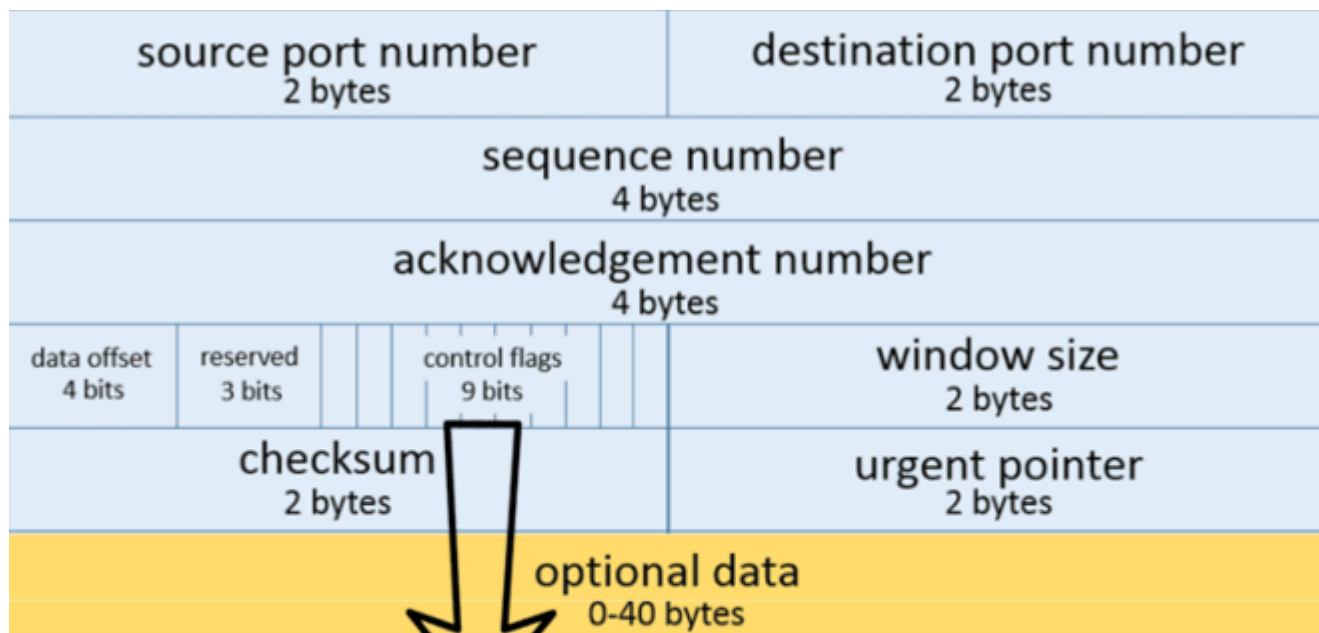 source port number
2 bytes
destination port number
2 bytes
sequence number
4 bytes
acknowledgement number
4 bytes
data offset
4 bits
reserved
3 bits
control flags
9 bits
window size
2 bytes
checksum
2 bytes
urgent pointer
2 bytes
optional data
0-40 bytes